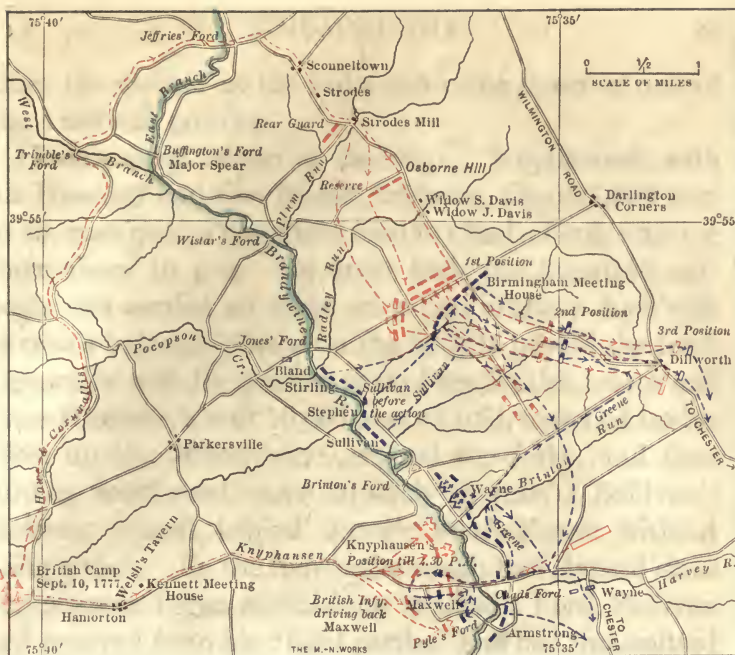 75°40'
75°35'
Jeffries' Ford
Sconneltown
Strodes
0 ½ 1
SCALE OF MILES
West
East Branch
Rear Guard
Strodes Mill
WILMINGTON ROAD
Trimble's
Ford
Branch
Buffington's Ford
Major Spear
Plum Run
Osborne Hill
Reserve
Widow S. Davis
Widow J. Davis
Darlington
Corners
39°55
39°55
Wistar's Ford
Brandywine
Radley Run
1st Position
Birmingham Meeting
House
2nd Position
3rd Position
Jones' Ford
Dilworth
Pocopson
Cr.
Bland
Stirling
R.
Stephen
Sullivan
before
the action
Sullivan
Greene
Run
TO CHESTER
Howe & Cornwallis
Parkersville
Sullivan
Brinton's Ford
Wayne
Brinton
Greene
Knyphausen
Knyphausen's
Position till 4.30 P.M.
British Camp
Sept. 10, 1777.
Welsh's Tavern
Kennett Meeting
House
Hamorton
British Infy.
driving back
Maxwell
Maxwell
Chads Ford
Wayne
Harvey R.
Pyle's Ford
Armstrong
TO
CHESTER
75°40'
THE M.-N. WORKS
75°35'